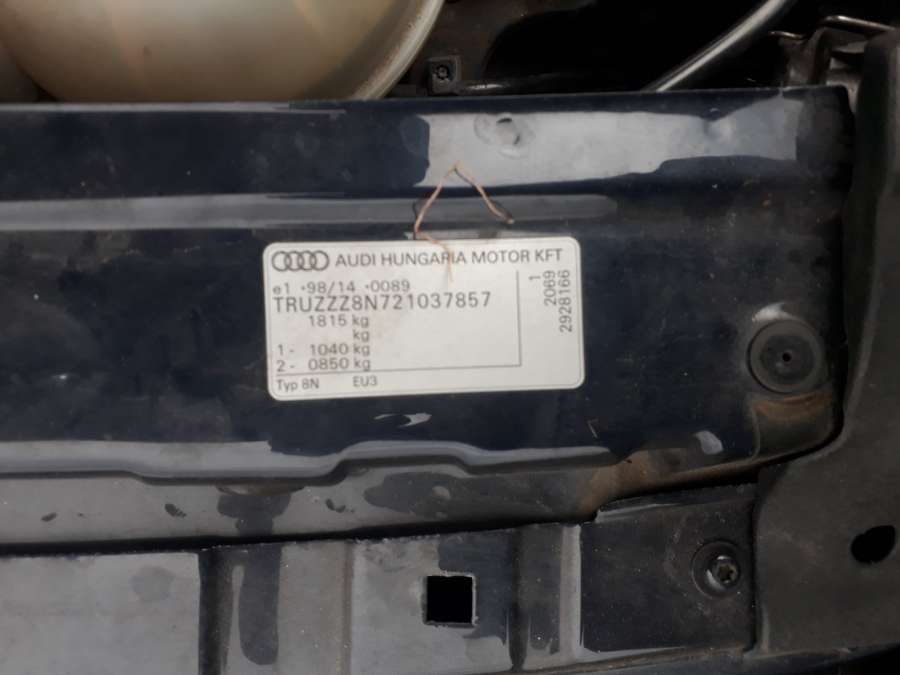 AUDI HUNGARIA MOTOR KFT
e1 *98/14 *0089
TRUZZZ8N721037857
1815 kg
kg
1 - 1040 kg
2 - 0850 kg
Typ 8N EU3
1
2069
2928166